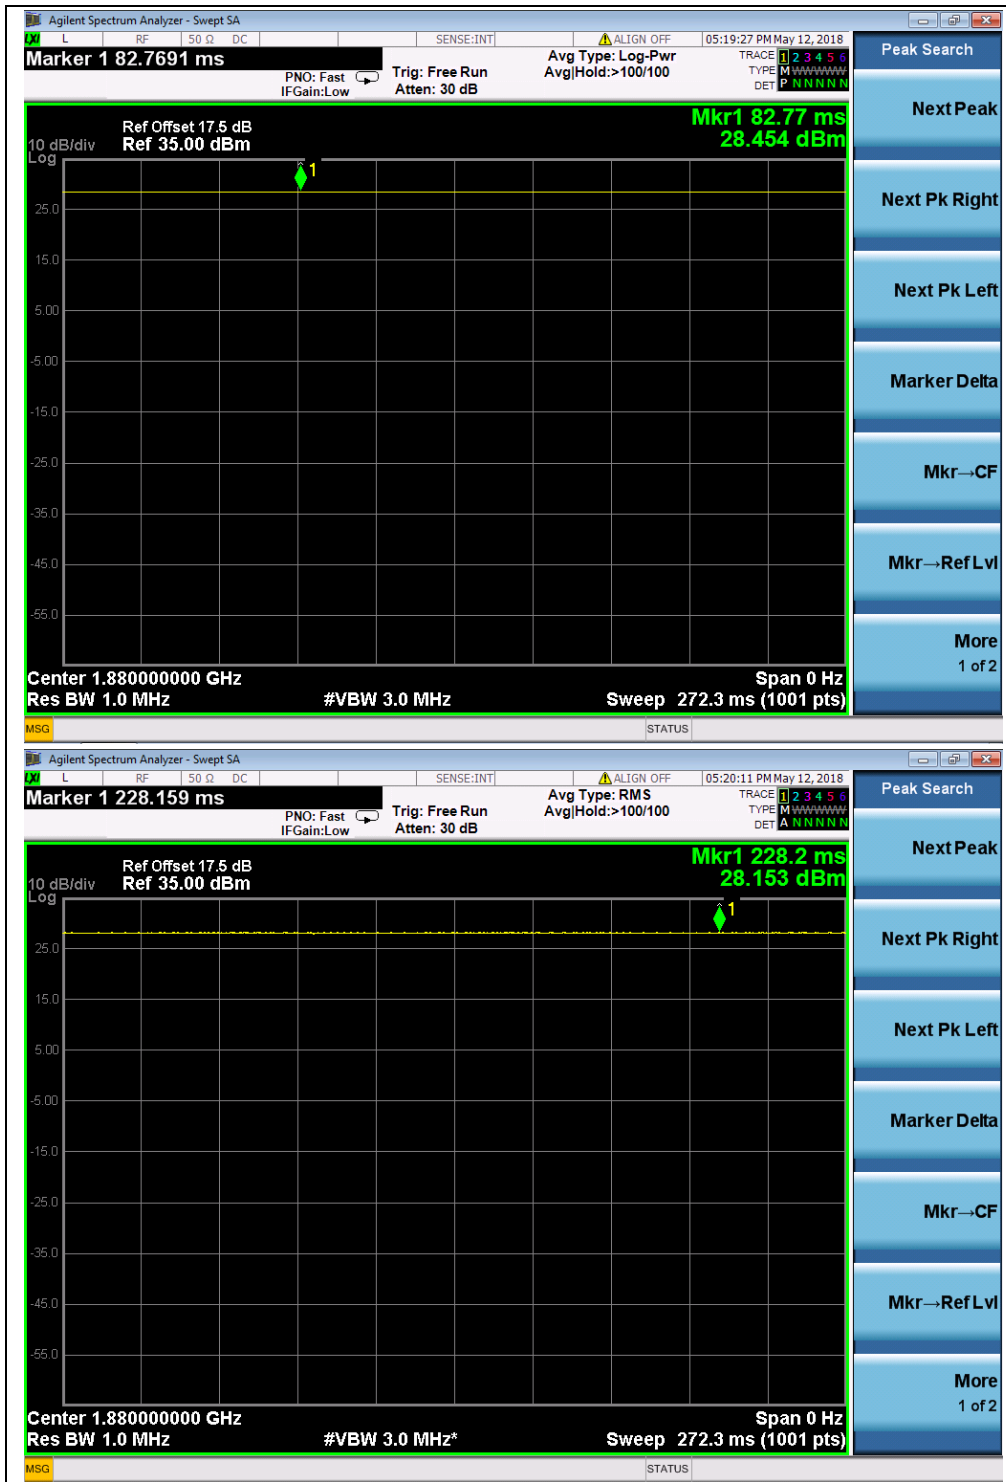 Agilent Spectrum Analyzer - Swept SA
LXI L RF 50 Ω DC SENSE:INT ALIGN OFF 05:19:27 PM May 12, 2018
Marker 1 82.7691 ms
PNO: Fast
IFGain:Low
Trig: Free Run
Atten: 30 dB
Avg Type: Log-Pwr
Avg|Hold:>100/100
TRACE 1 2 3 4 5 6
TYPE M WWWWW
DET P N N N N N
Peak Search
Next Peak
Next Pk Right
Next Pk Left
Marker Delta
Mkr→CF
Mkr→Ref Lvl
More
1 of 2
Mkr1 82.77 ms
28.454 dBm
Ref Offset 17.5 dB
10 dB/div Ref 35.00 dBm
Log
1
25.0
15.0
5.00
-5.00
-15.0
-25.0
-35.0
-45.0
-55.0
Center 1.880000000 GHz Span 0 Hz
Res BW 1.0 MHz #VBW 3.0 MHz Sweep 272.3 ms (1001 pts)
MSG STATUS
Agilent Spectrum Analyzer - Swept SA
LXI L RF 50 Ω DC SENSE:INT ALIGN OFF 05:20:11 PM May 12, 2018
Marker 1 228.159 ms
PNO: Fast
IFGain:Low
Trig: Free Run
Atten: 30 dB
Avg Type: RMS
Avg|Hold:>100/100
TRACE 1 2 3 4 5 6
TYPE M WWWWW
DET A N N N N N
Peak Search
Next Peak
Next Pk Right
Next Pk Left
Marker Delta
Mkr→CF
Mkr→Ref Lvl
More
1 of 2
Mkr1 228.2 ms
28.153 dBm
Ref Offset 17.5 dB
10 dB/div Ref 35.00 dBm
Log
1
25.0
15.0
5.00
-5.00
-15.0
-25.0
-35.0
-45.0
-55.0
Center 1.880000000 GHz Span 0 Hz
Res BW 1.0 MHz #VBW 3.0 MHz* Sweep 272.3 ms (1001 pts)
MSG STATUS